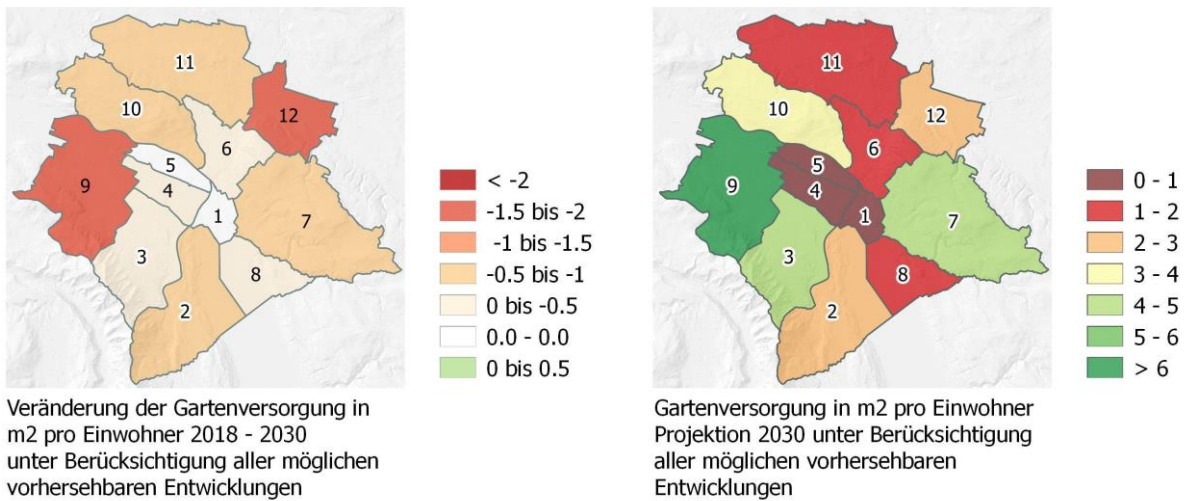 11
10
12
6
5
9
4
1
7
3
8
2
< -2
-1.5 bis -2
-1 bis -1.5
-0.5 bis -1
0 bis -0.5
0.0 - 0.0
0 bis 0.5
Veränderung der Gartenversorgung in
m2 pro Einwohner 2018 - 2030
unter Berücksichtigung aller möglichen
vorhersehbaren Entwicklungen
11
10
12
6
5
9
4
1
7
3
8
2
0 - 1
1 - 2
2 - 3
3 - 4
4 - 5
5 - 6
> 6
Gartenversorgung in m2 pro Einwohner
Projektion 2030 unter Berücksichtigung
aller möglichen vorhersehbaren
Entwicklungen